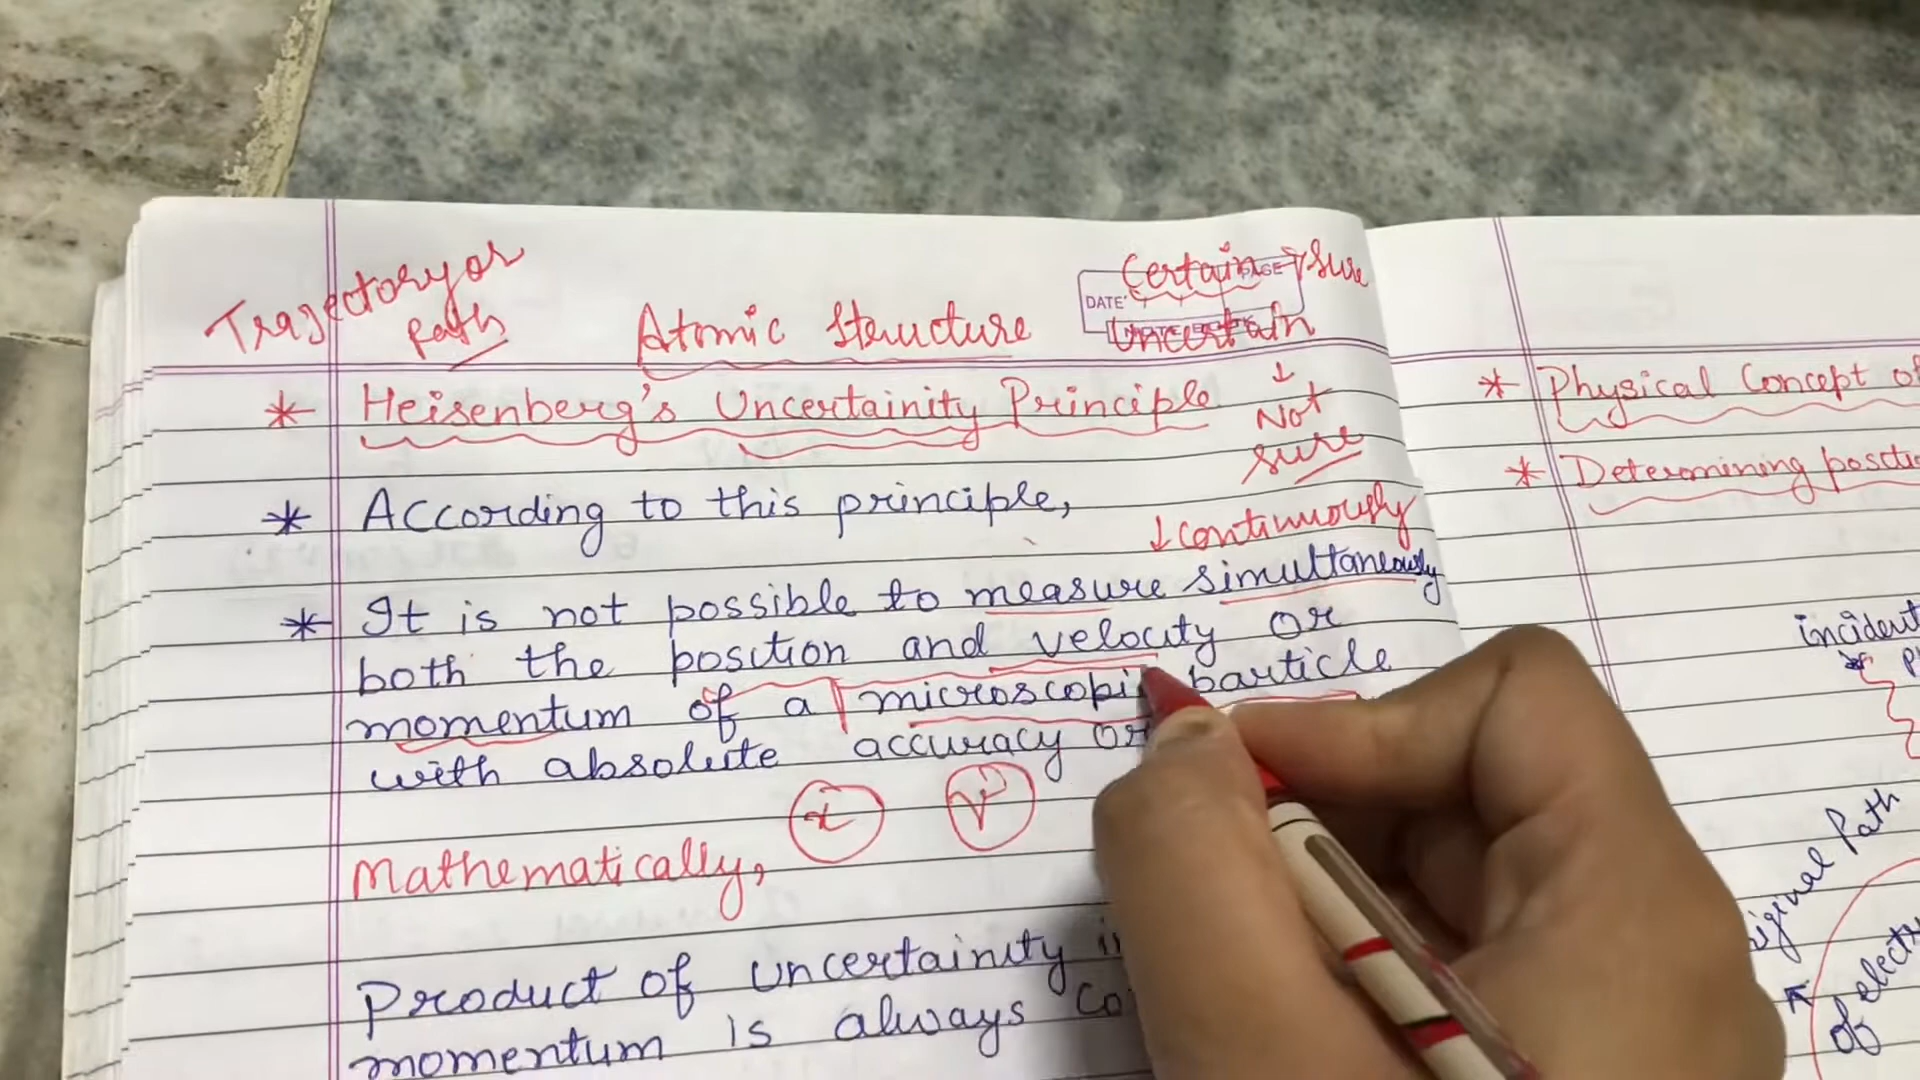 Trajectory or
Path
Certain → Sure
PAGE
DATE
Uncertain
↓
Not
sure
Atomic Structure
* Heisenberg's Uncertainity Principle
* According to this principle,
↓ continuously
* It is not possible to measure simultaneously
both the position and velocity or
momentum of a microscopic particle
with absolute accuracy or
x v
Mathematically,
Product of uncertainity
momentum is always
* Physical Concept of
* Determining
incident
Path
of